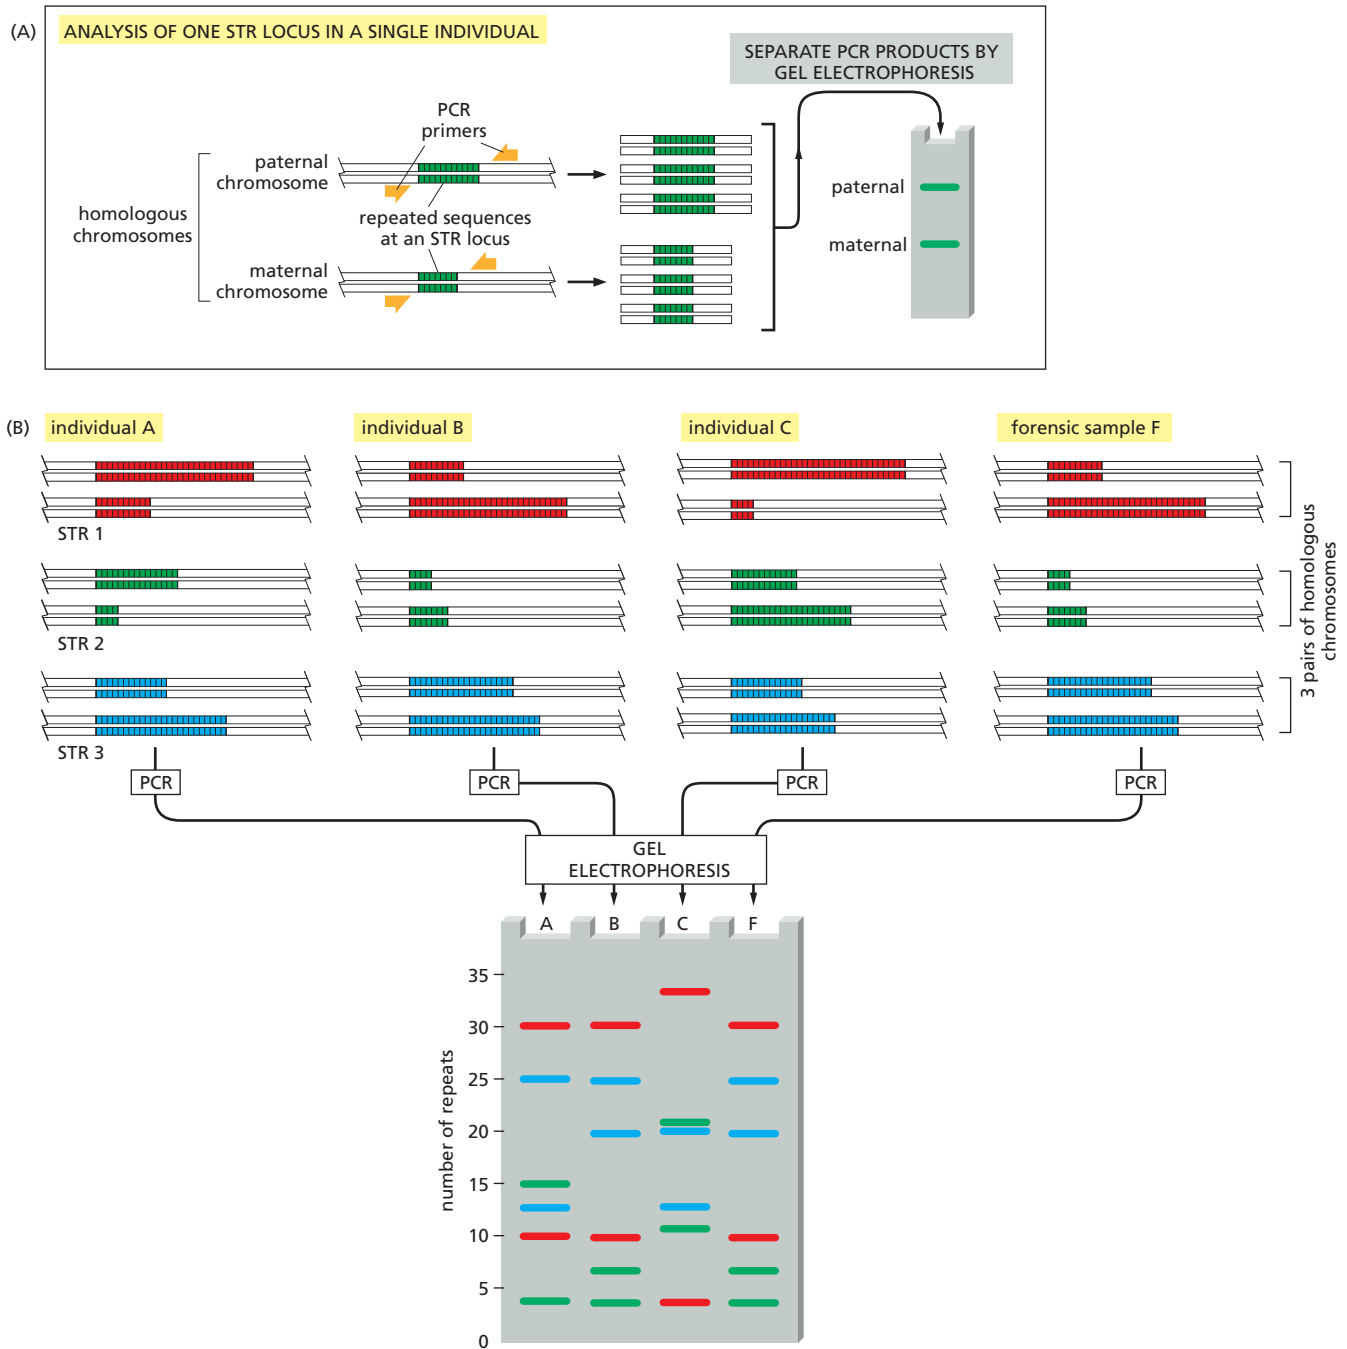 (A)
ANALYSIS OF ONE STR LOCUS IN A SINGLE INDIVIDUAL
SEPARATE PCR PRODUCTS BY
GEL ELECTROPHORESIS
PCR
primers
paternal
chromosome
homologous
chromosomes
repeated sequences
at an STR locus
maternal
chromosome
paternal
maternal
(B)
individual A
individual B
individual C
forensic sample F
STR 1
STR 2
STR 3
3 pairs of homologous
chromosomes
PCR
PCR
PCR
PCR
GEL
ELECTROPHORESIS
A
B
C
F
number of repeats
35
30
25
20
15
10
5
0